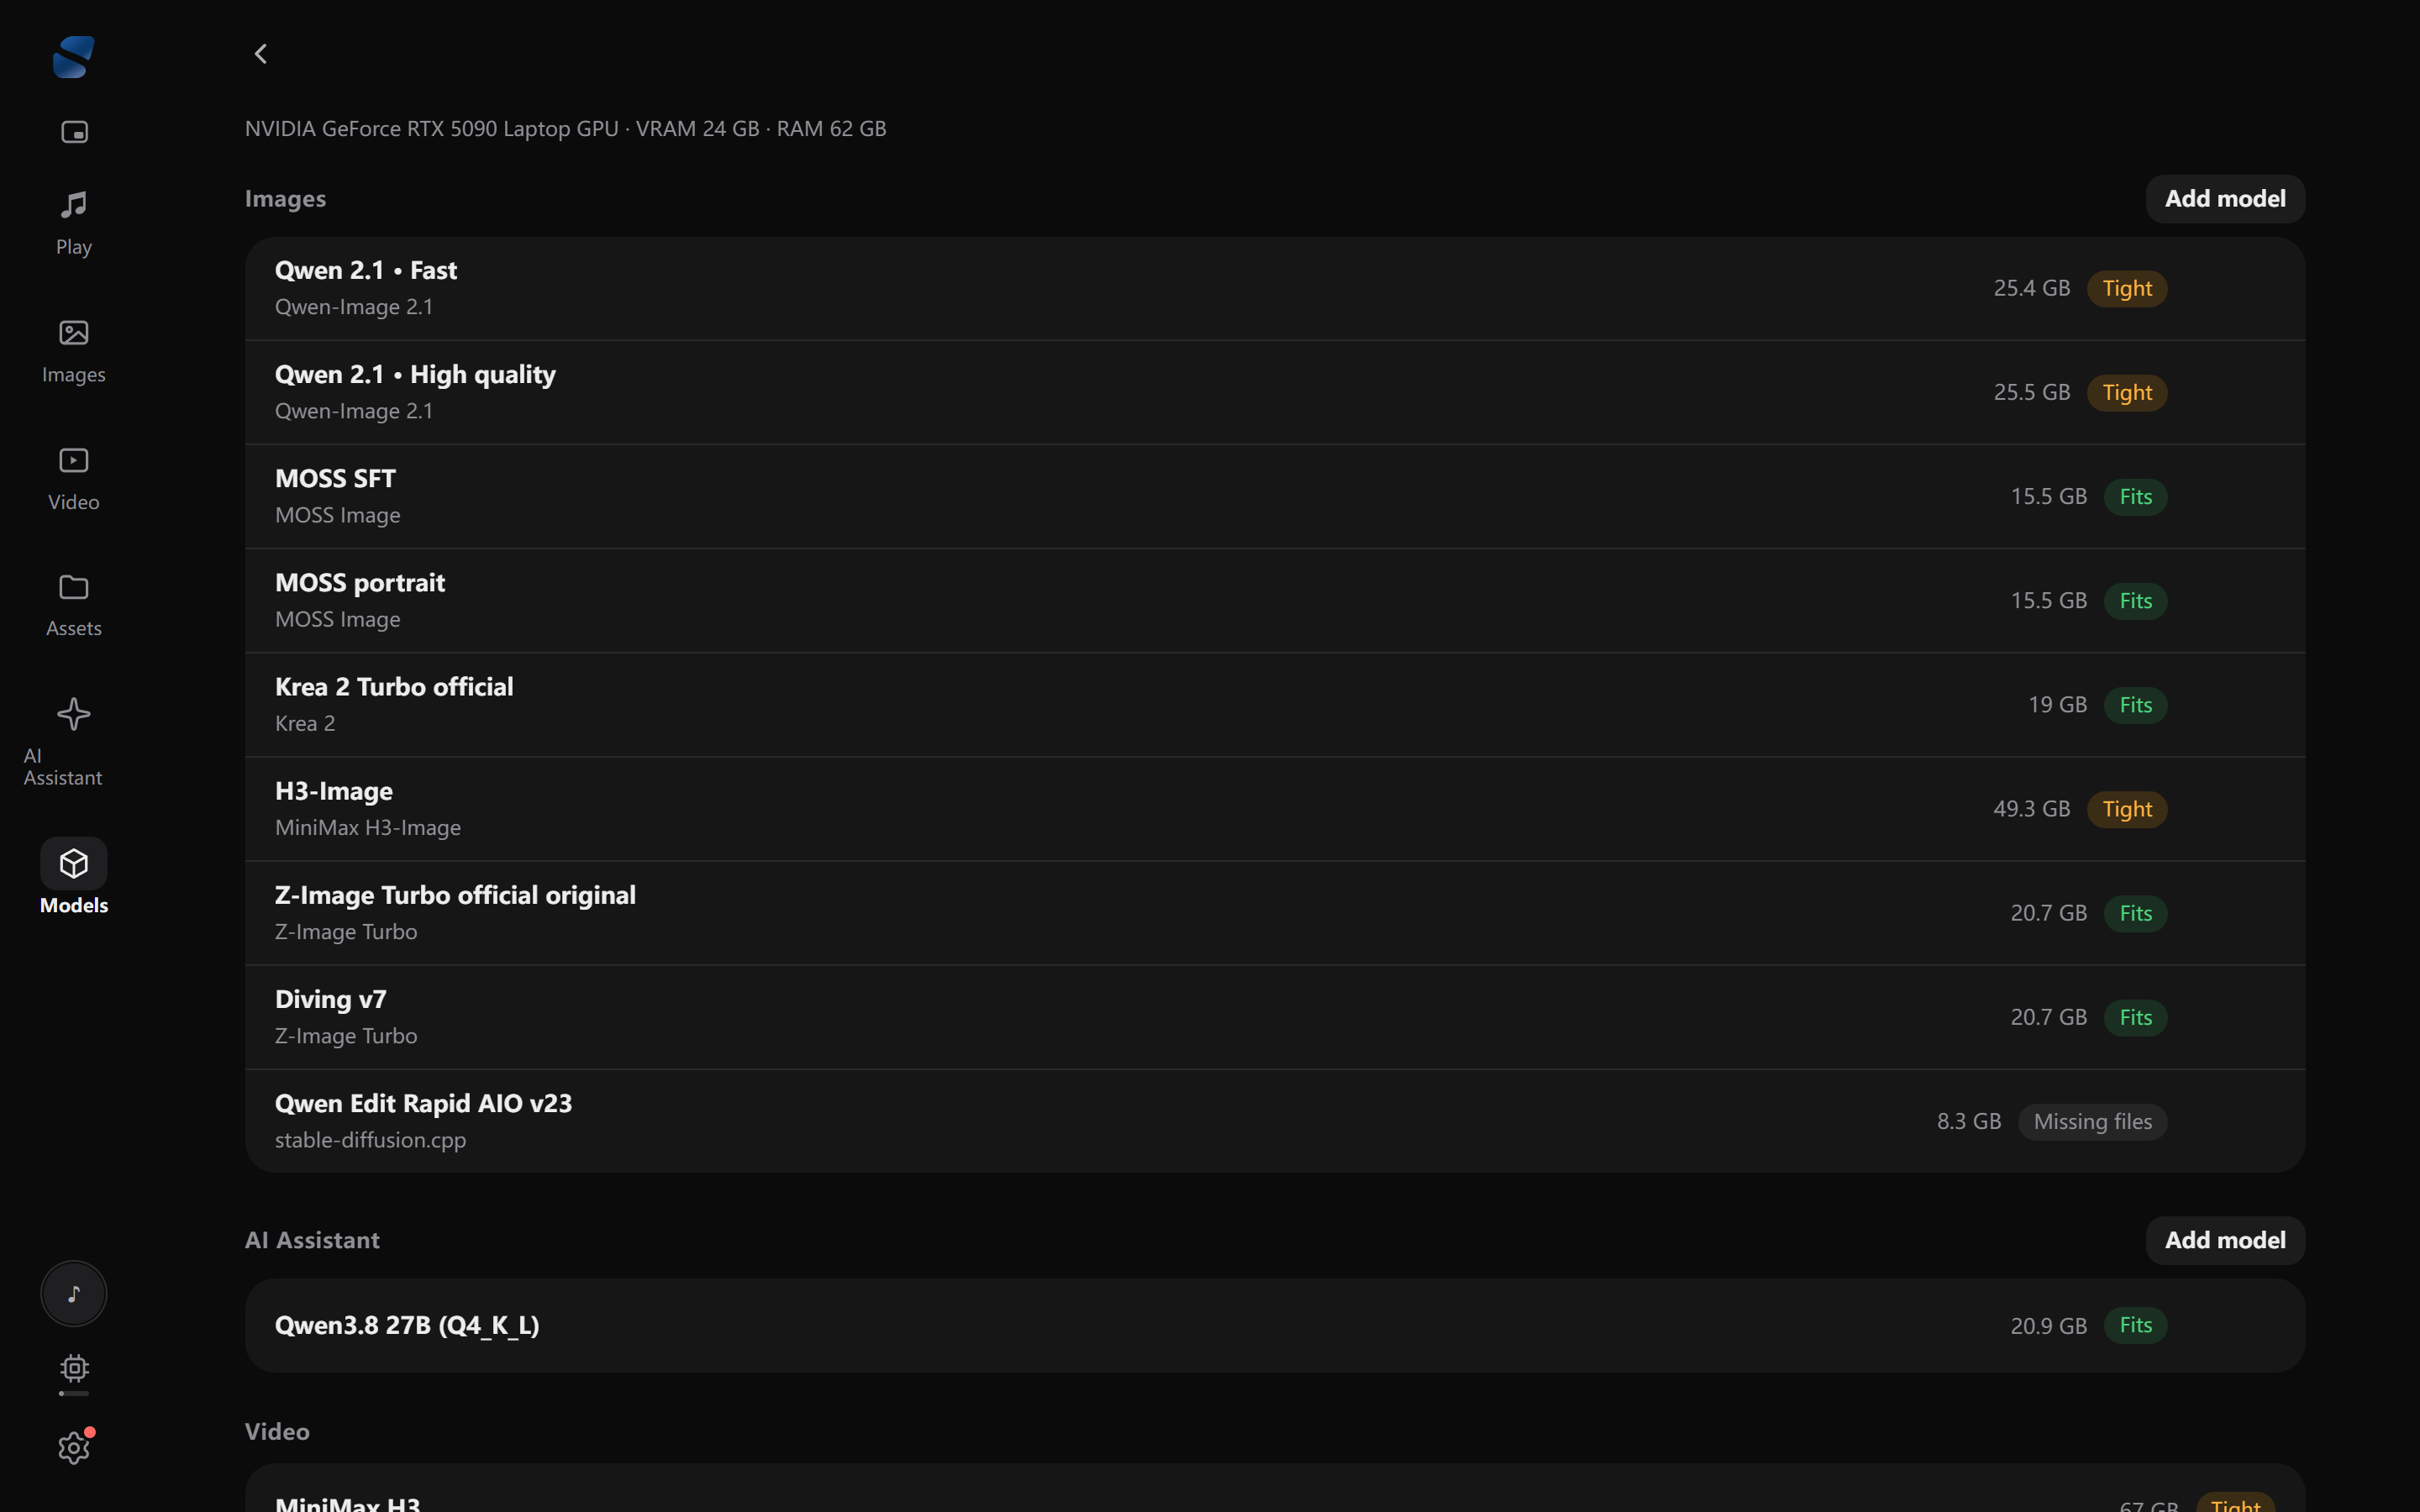 NVIDIA GeForce RTX 5090 Laptop GPU · VRAM 24 GB · RAM 62 GB
Play
Images
Video
Assets
AI
Assistant
Models
Images
Add model
Qwen 2.1 • Fast
Qwen-Image 2.1
25.4 GB
Tight
Qwen 2.1 • High quality
Qwen-Image 2.1
25.5 GB
Tight
MOSS SFT
MOSS Image
15.5 GB
Fits
MOSS portrait
MOSS Image
15.5 GB
Fits
Krea 2 Turbo official
Krea 2
19 GB
Fits
H3-Image
MiniMax H3-Image
49.3 GB
Tight
Z-Image Turbo official original
Z-Image Turbo
20.7 GB
Fits
Diving v7
Z-Image Turbo
20.7 GB
Fits
Qwen Edit Rapid AIO v23
stable-diffusion.cpp
8.3 GB
Missing files
AI Assistant
Add model
Qwen3.8 27B (Q4_K_L)
20.9 GB
Fits
Video
MiniMax H3
67 GB
Tight